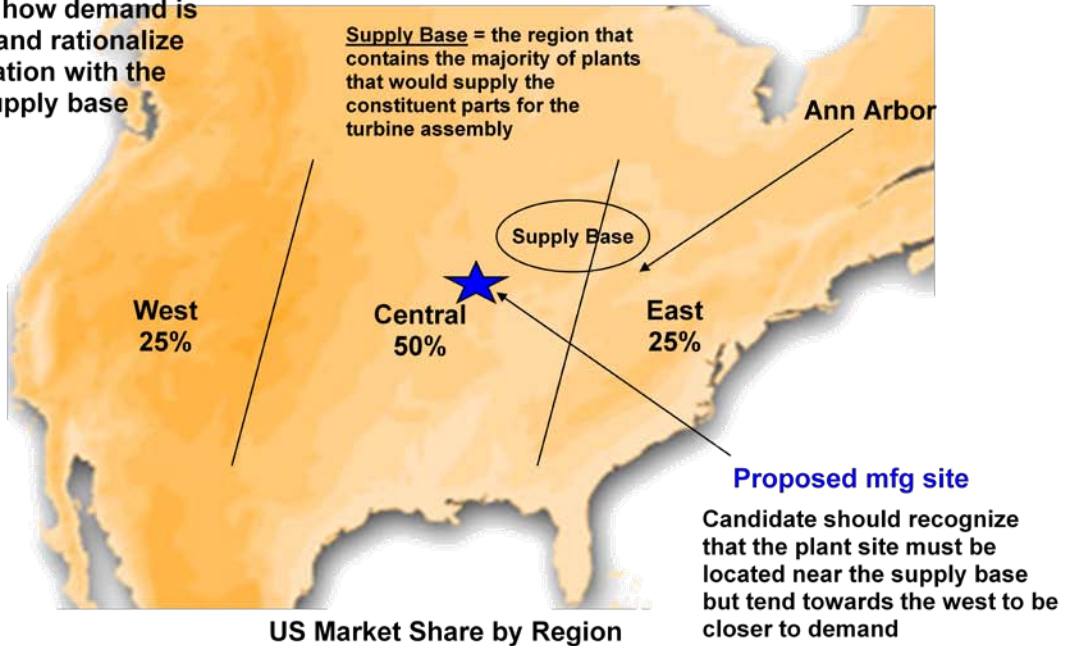 how demand is
and rationalize
ation with the
upply base
Supply Base = the region that
contains the majority of plants
that would supply the
constituent parts for the
turbine assembly
Ann Arbor
Supply Base
West
25%
Central
50%
East
25%
Proposed mfg site
Candidate should recognize
that the plant site must be
located near the supply base
but tend towards the west to be
closer to demand
US Market Share by Region